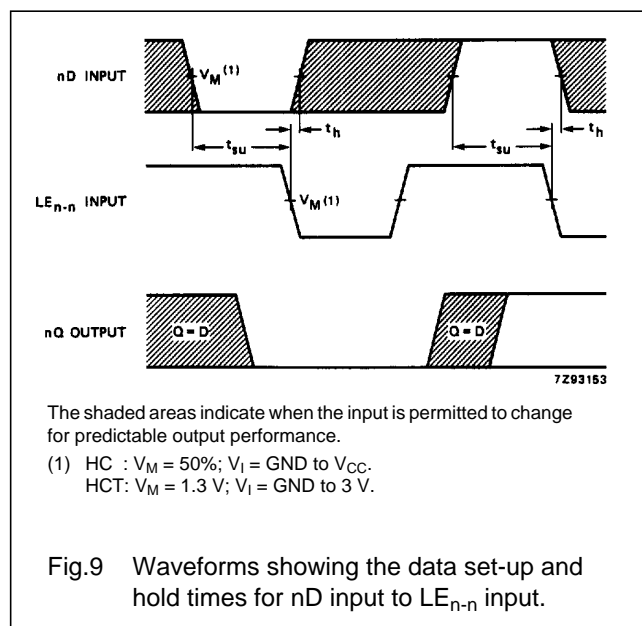 nD INPUT
V_M(1)
t_su
t_h
t_su
t_h
LE_n-n INPUT
V_M(1)
nQ OUTPUT
Q = D
Q = D
7Z93153
The shaded areas indicate when the input is permitted to change
for predictable output performance.
(1) HC : V_M = 50%; V_I = GND to V_CC.
HCT: V_M = 1.3 V; V_I = GND to 3 V.
Fig.9 Waveforms showing the data set-up and
hold times for nD input to LE_n-n input.